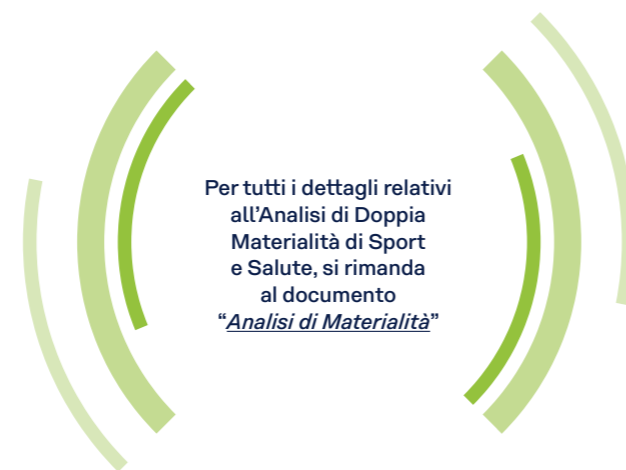 Per tutti i dettagli relativi
all’Analisi di Doppia
Materialità di Sport
e Salute, si rimanda
al documento
“Analisi di Materialità”